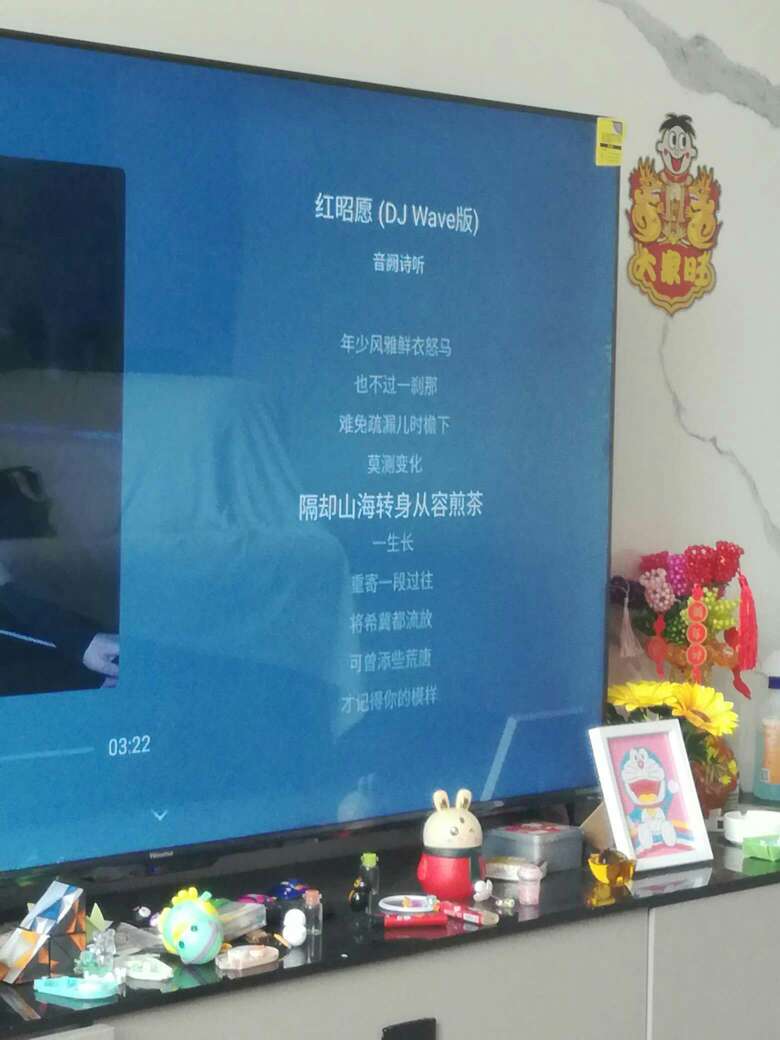 红昭愿 (DJ Wave版)
音阙诗听
年少风雅鲜衣怒马
也不过一刹那
难免疏漏儿时檐下
莫测变化
隔却山海转身从容煎茶
一生长
重寄一段过往
将希冀都流放
可曾添些荒唐
才记得你的模样
03:22
大家旺